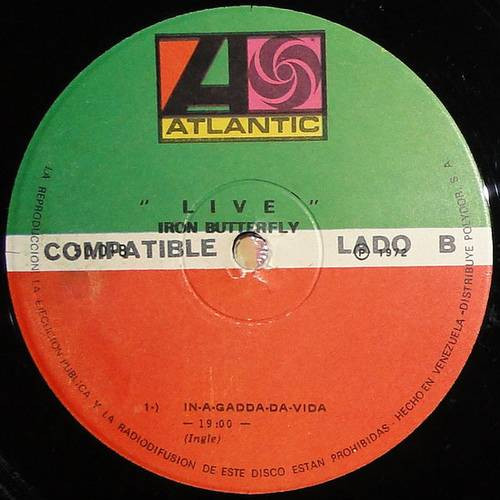 ATLANTIC
" LIVE "
IRON BUTTERFLY
COMPATIBLE LADO B
℗ 1972
1-) IN-A-GADDA-DA-VIDA
— 19:00 —
(Ingle)
LA REPRODUCCION LA EJECUCION PUBLICA Y LA RADIODIFUSION DE ESTE DISCO ESTAN PROHIBIDAS - HECHO EN VENEZUELA - DISTRIBUYE POLYDOR, S. A.